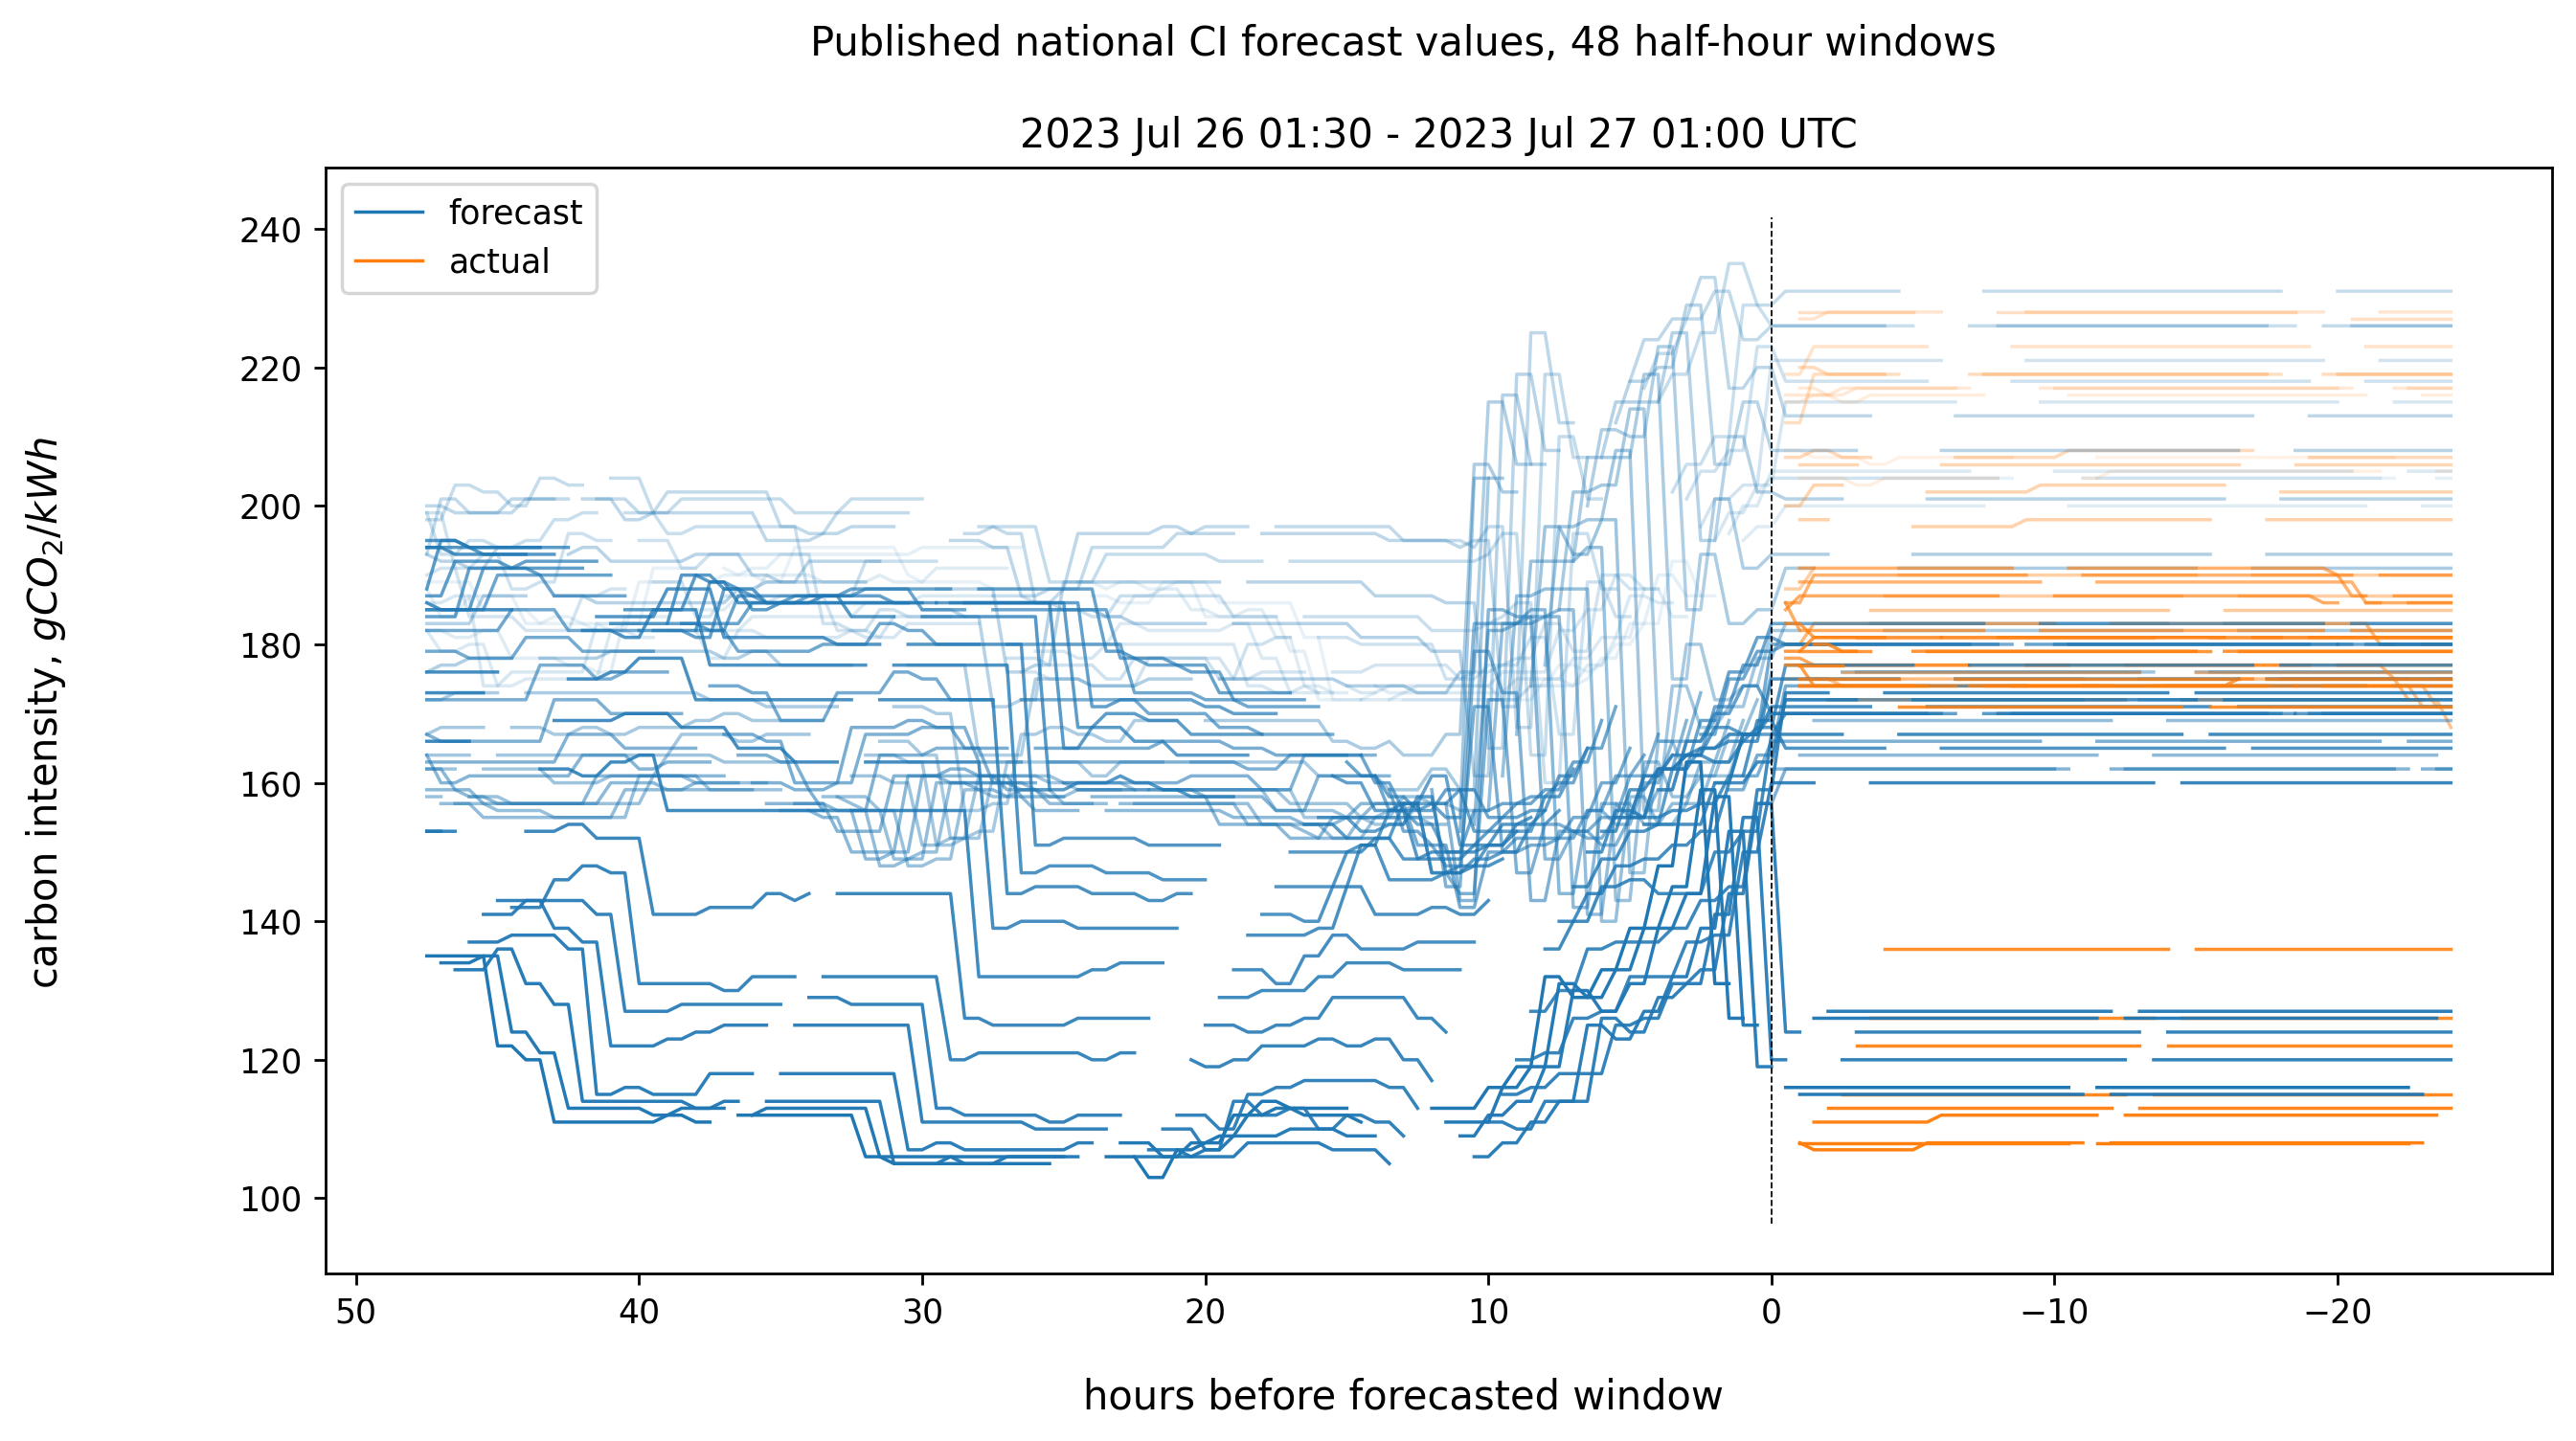 Published national CI forecast values, 48 half-hour windows
2023 Jul 26 01:30 - 2023 Jul 27 01:00 UTC
forecast
actual
carbon intensity, gCO₂/kWh
240
220
200
180
160
140
120
100
50
40
30
20
10
0
−10
−20
hours before forecasted window